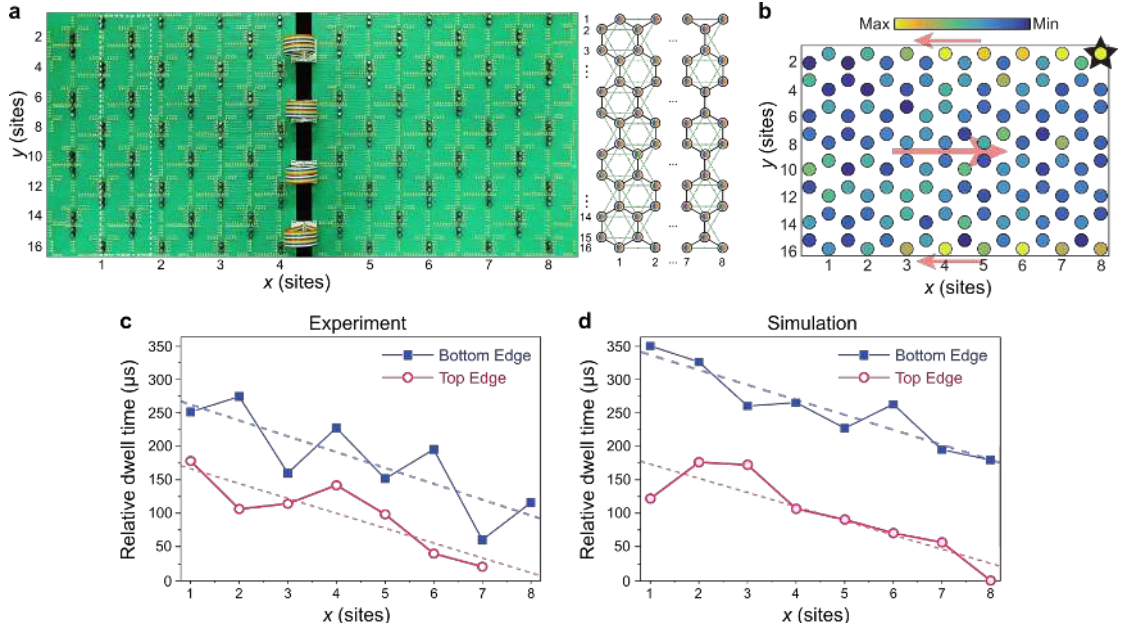 a
y (sites)
2
4
6
8
10
12
14
16
1 2 3 4 5 6 7 8
x (sites)
1
2
3
...
...
14
15
16
...
...
...
...
1 2 ... 7 8
b
Max Min
y (sites)
2
4
6
8
10
12
14
16
1 2 3 4 5 6 7 8
x (sites)
c
Experiment
Relative dwell time (µs)
350
300
250
200
150
100
50
0
Bottom Edge
Top Edge
1 2 3 4 5 6 7 8
x (sites)
d
Simulation
Relative dwell time (µs)
350
300
250
200
150
100
50
0
Bottom Edge
Top Edge
1 2 3 4 5 6 7 8
x (sites)